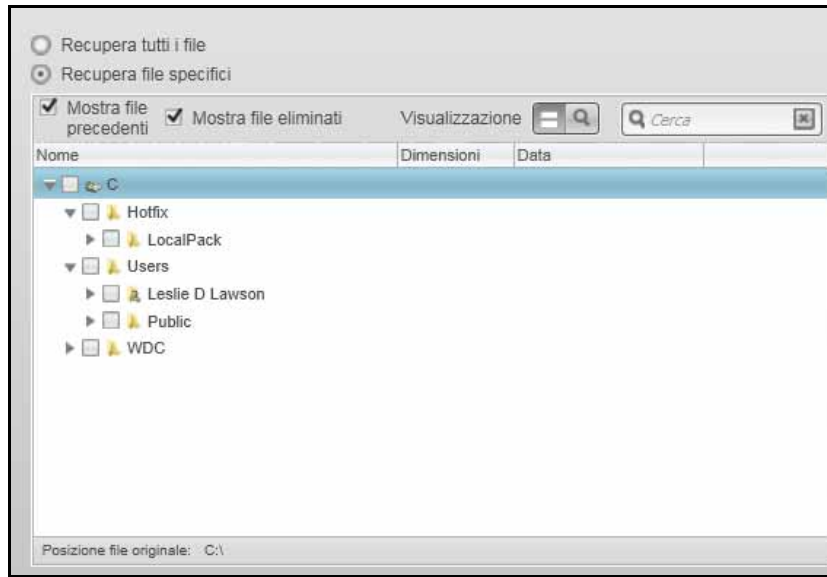 Recupera tutti i file
Recupera file specifici
Mostra file
precedenti
Mostra file eliminati
Visualizzazione
Cerca
Nome Dimensioni Data
C
Hotfix
LocalPack
Users
Leslie D Lawson
Public
WDC
Posizione file originale: C:\